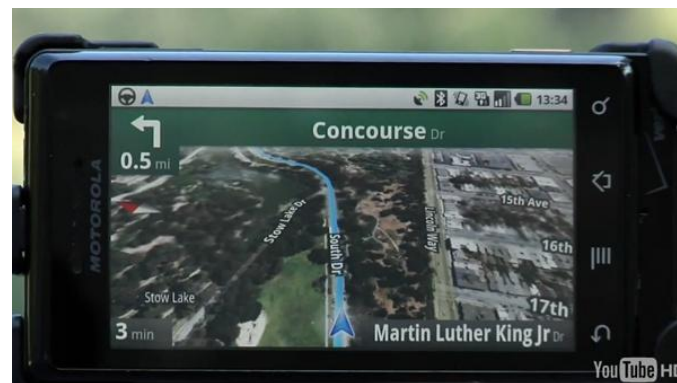 MOTOROLA
3G
13:34
Concourse Dr
0.5 mi
15th Ave
Stow Lake Dr
South Dr
Lincoln Way
16th
Stow Lake
17th
3 min
Martin Luther King Jr Dr
YouTube HD